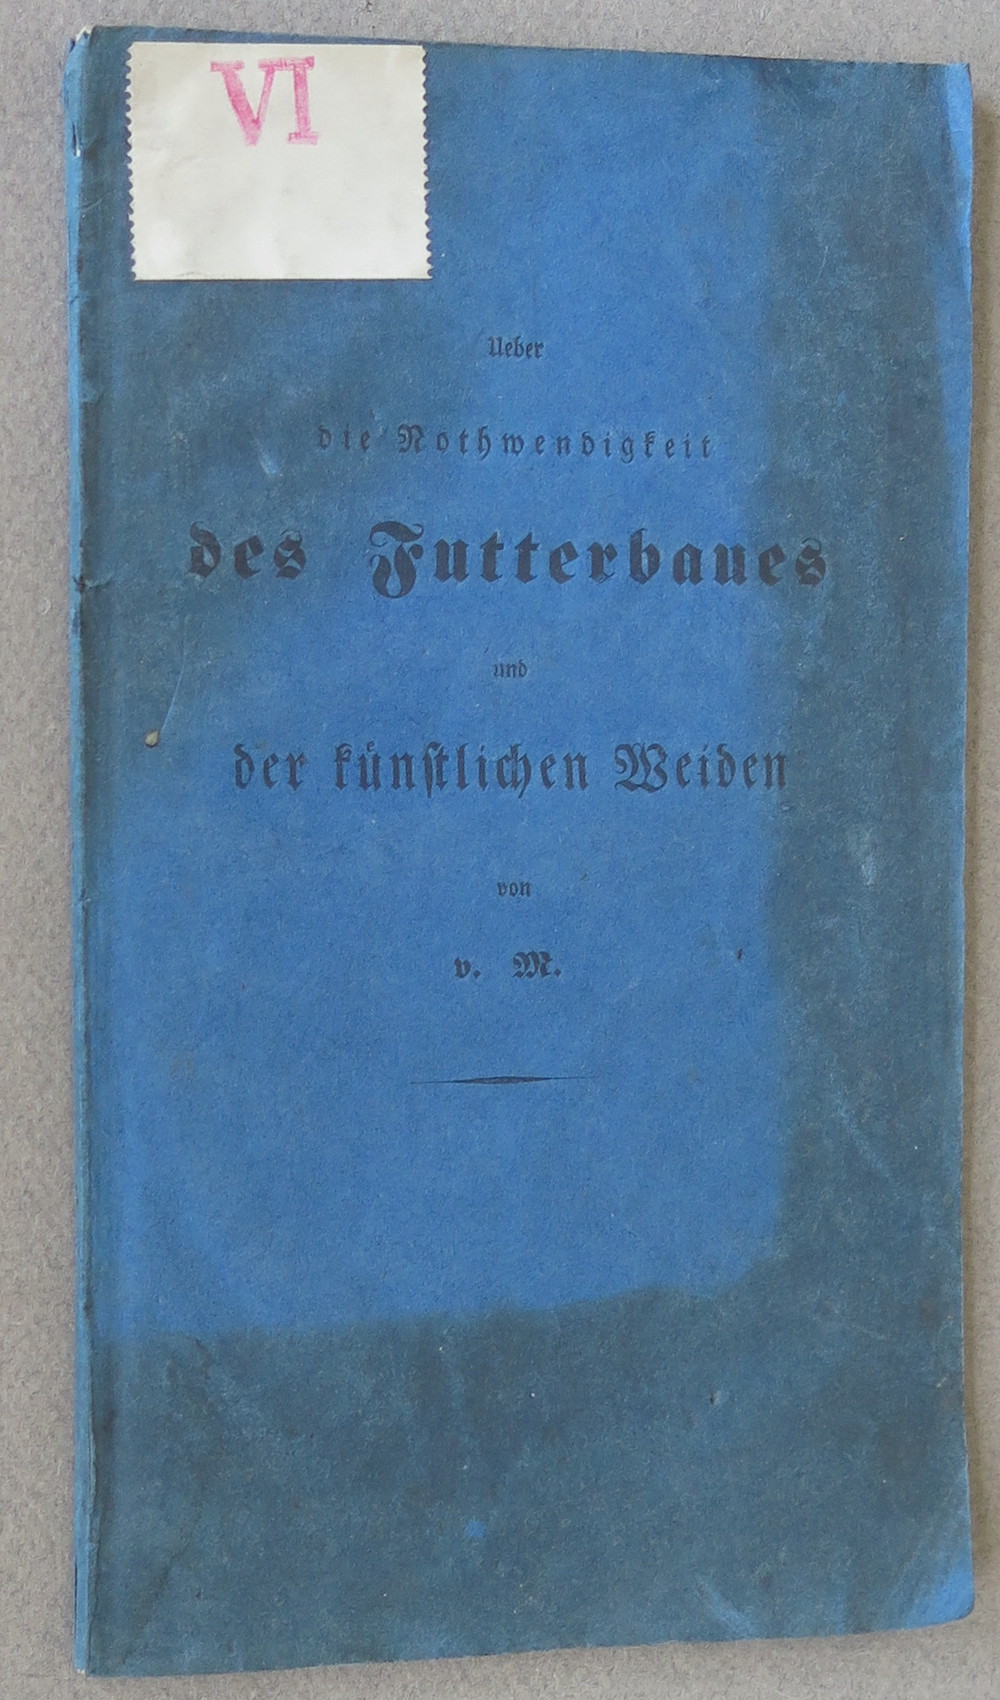 VI
Ueber
die Nothwendigkeit
des Futterbaues
und
der künſtlichen Weiden
von
v. M.